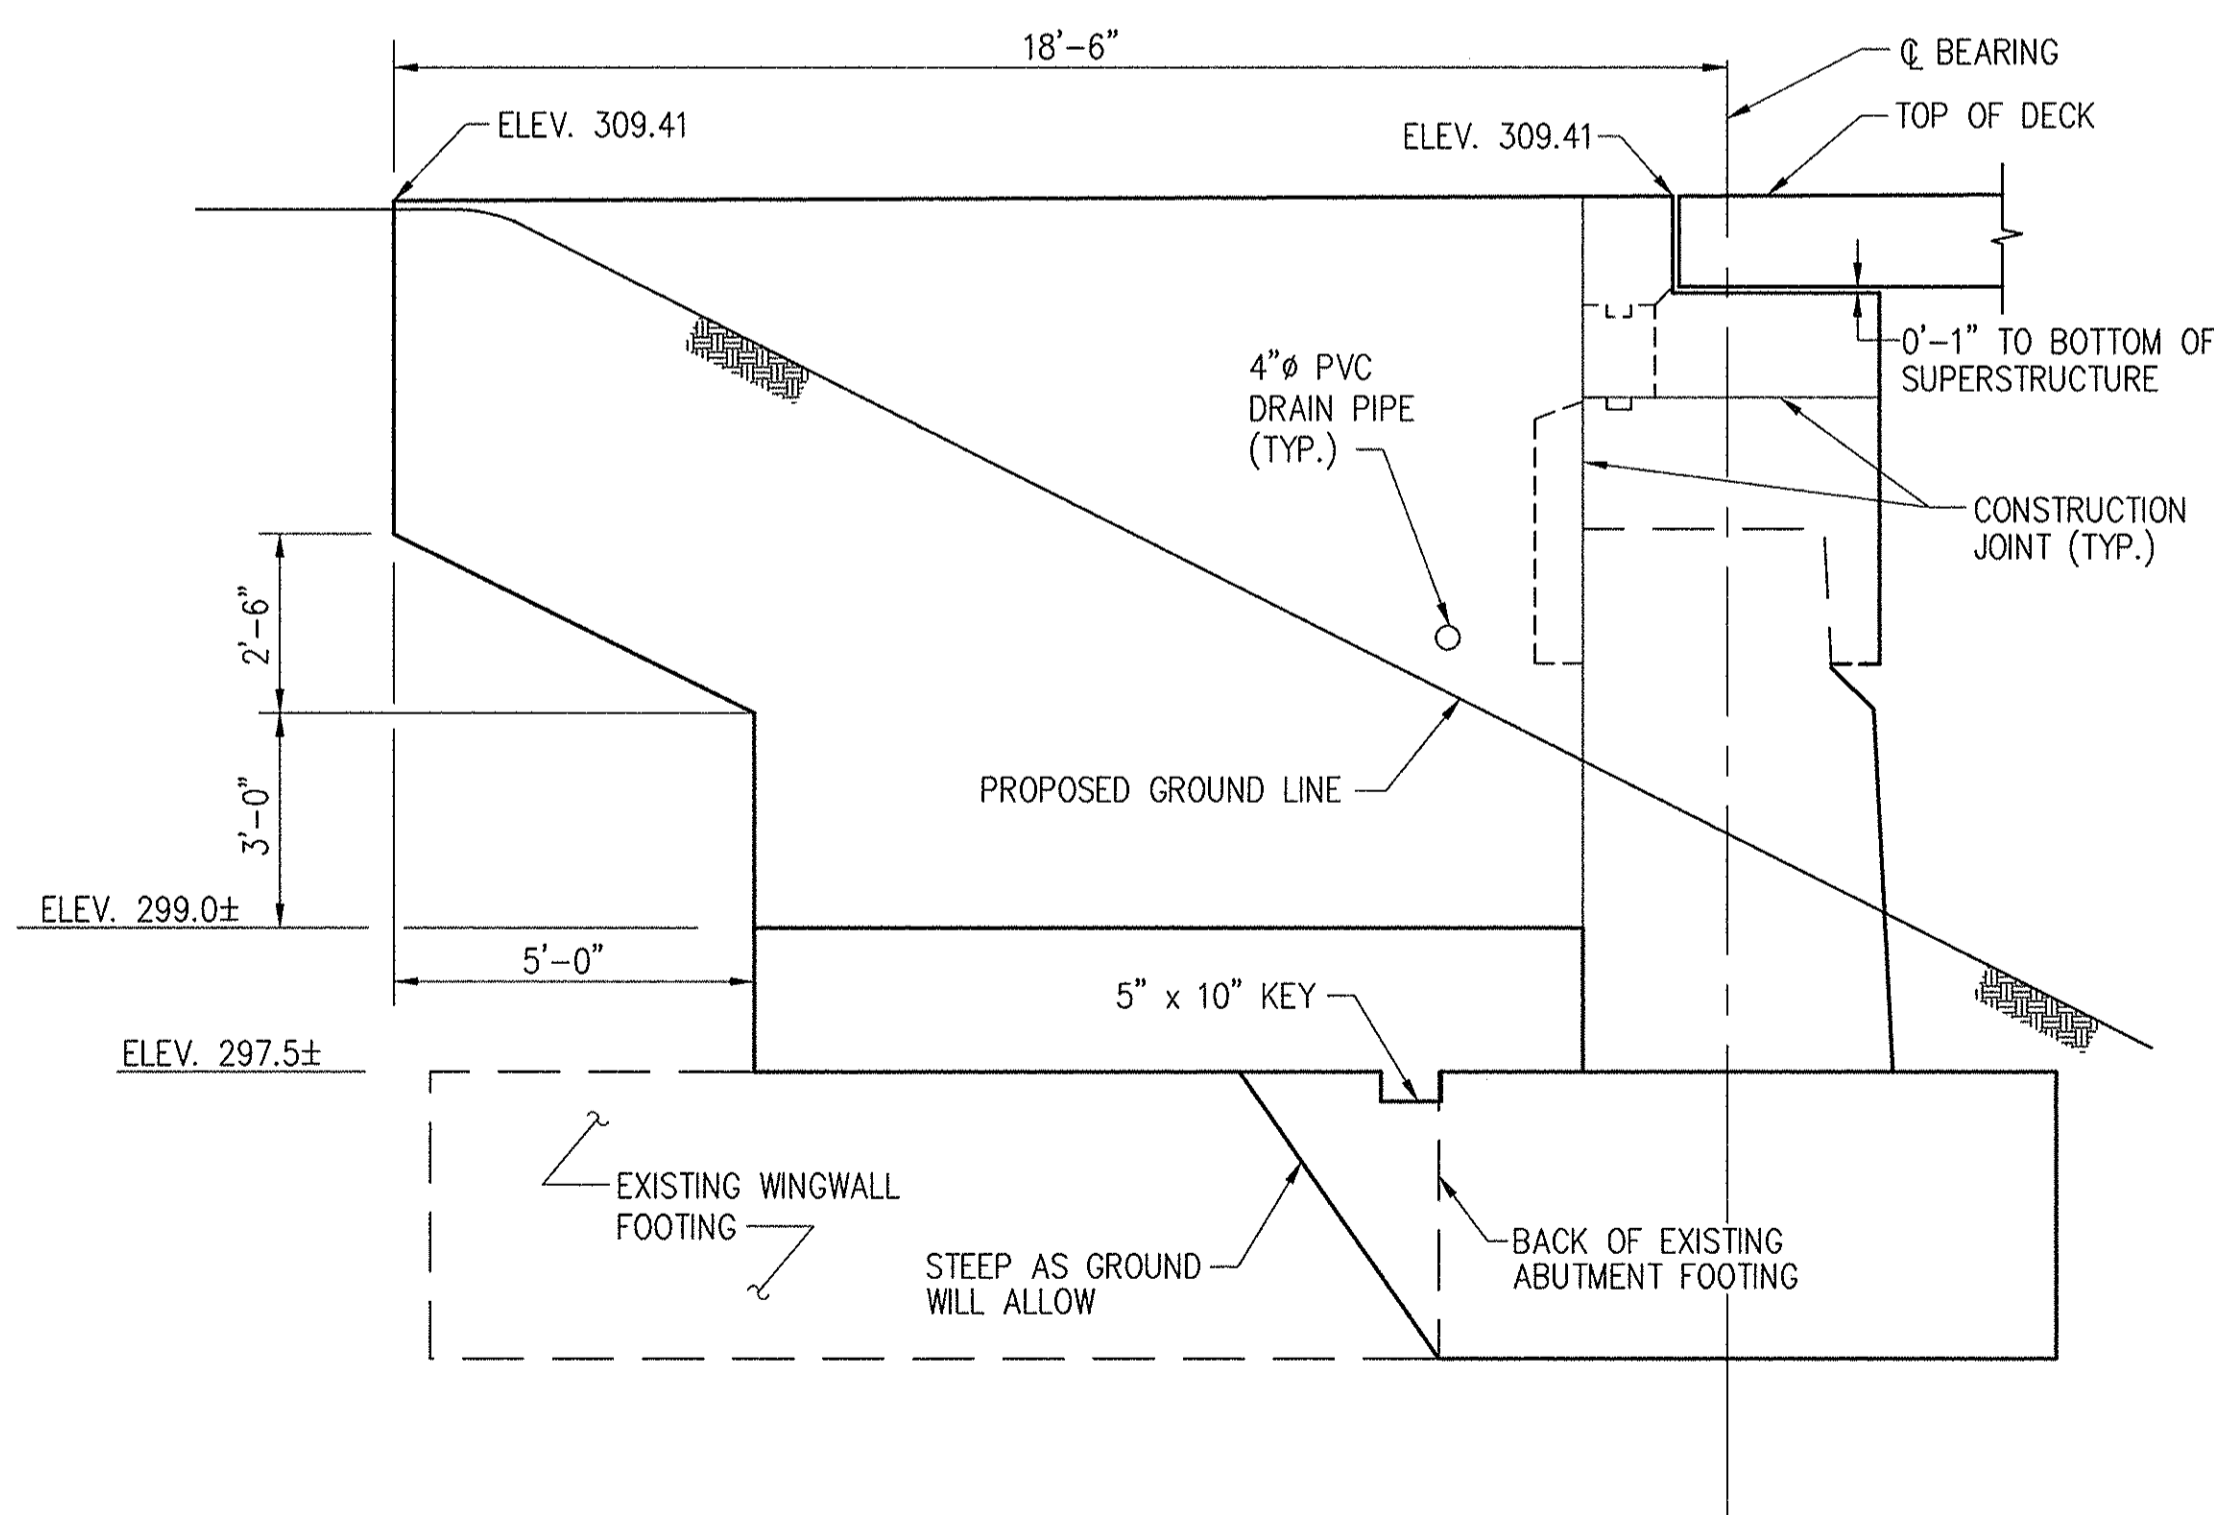 18'-6"
℄ BEARING
TOP OF DECK
ELEV. 309.41
ELEV. 309.41
0'-1" TO BOTTOM OF
SUPERSTRUCTURE
4"ø PVC
DRAIN PIPE
(TYP.)
CONSTRUCTION
JOINT (TYP.)
2'-6"
PROPOSED GROUND LINE
3'-0"
ELEV. 299.0±
5'-0"
5" x 10" KEY
ELEV. 297.5±
EXISTING WINGWALL
FOOTING
STEEP AS GROUND
WILL ALLOW
BACK OF EXISTING
ABUTMENT FOOTING